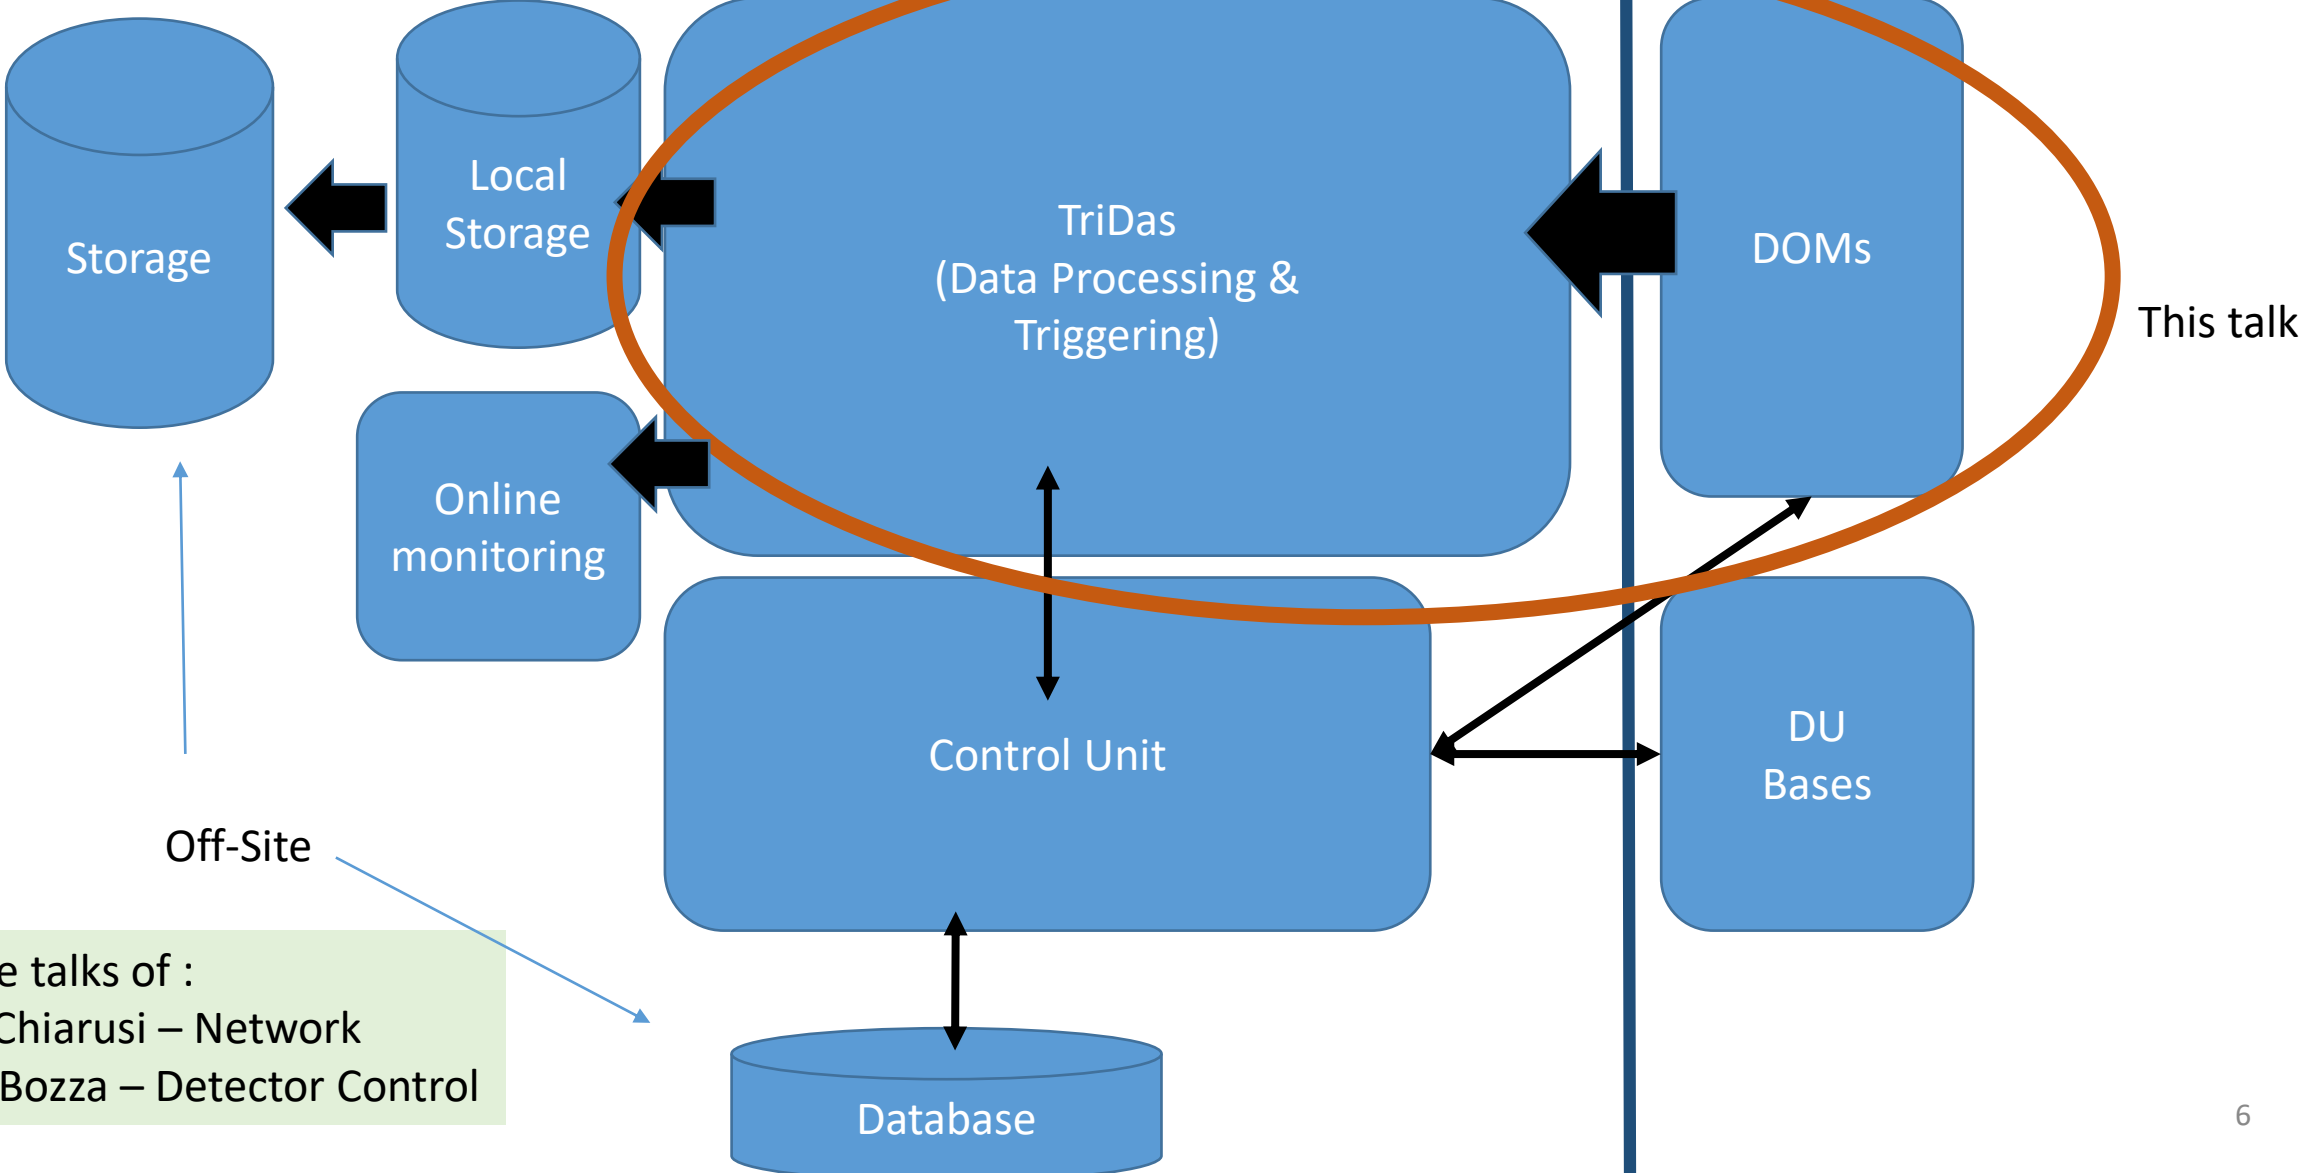 Local
Storage
Storage
TriDas
(Data Processing &
Triggering)
DOMs
This talk
Online
monitoring
Control Unit
DU
Bases
Off-Site
talks of :
Chiarusi – Network
Bozza – Detector Control
Database
6